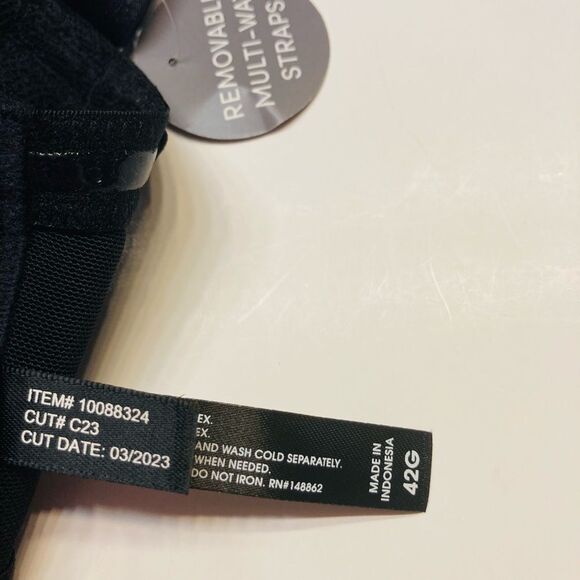 REMOVABLE
MULTI-WAY
STRAPS
ITEM# 10088324
CUT# C23
CUT DATE: 03/2023
EX.
EX.
AND WASH COLD SEPARATELY.
WHEN NEEDED.
DO NOT IRON. RN#148862
MADE IN
INDONESIA
42G